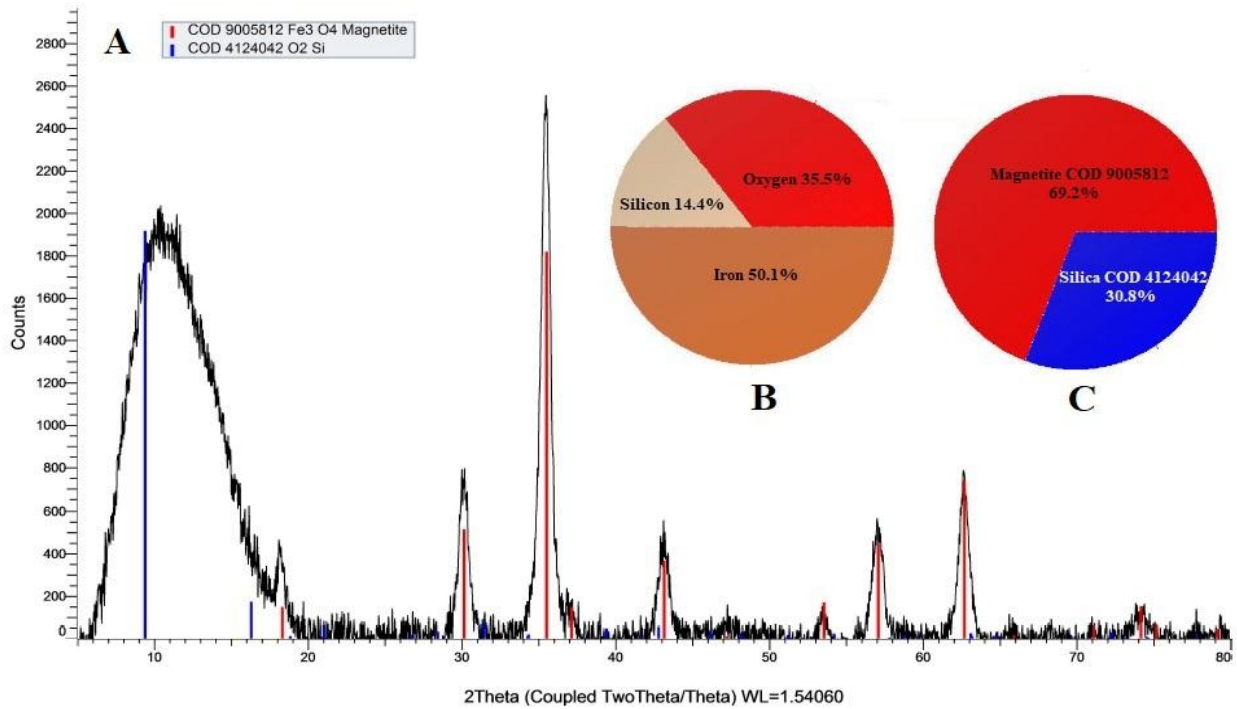 A
COD 9005812 Fe3 O4 Magnetite
COD 4124042 O2 Si
Counts
2800
2600
2400
2200
2000
1800
1600
1400
1200
1000
800
600
400
200
0
10
20
30
40
50
60
70
80
2Theta (Coupled TwoTheta/Theta) WL=1.54060
Oxygen 35.5%
Silicon 14.4%
Iron 50.1%
B
Magnetite COD 9005812
69.2%
Silica COD 4124042
30.8%
C